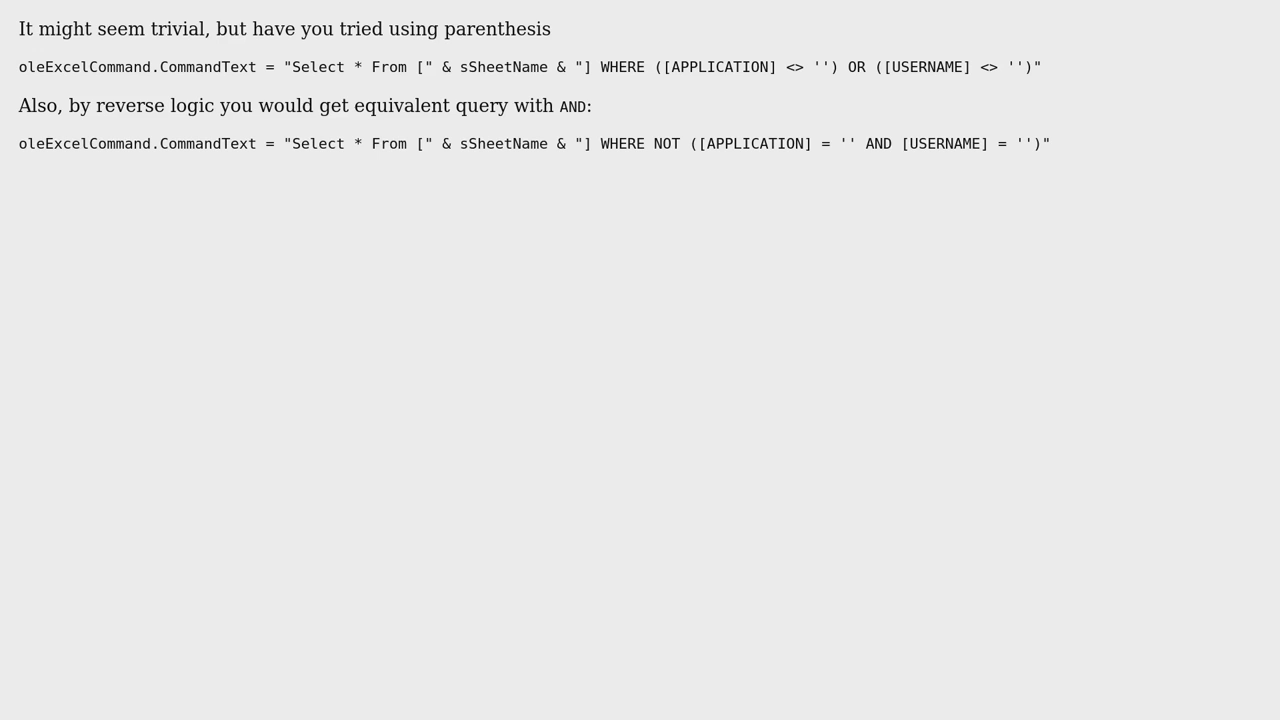 It might seem trivial, but have you tried using parenthesis
oleExcelCommand.CommandText = "Select * From [" & sSheetName & "] WHERE ([APPLICATION] <> '') OR ([USERNAME] <> '')"
Also, by reverse logic you would get equivalent query with AND:
oleExcelCommand.CommandText = "Select * From [" & sSheetName & "] WHERE NOT ([APPLICATION] = '' AND [USERNAME] = '')"